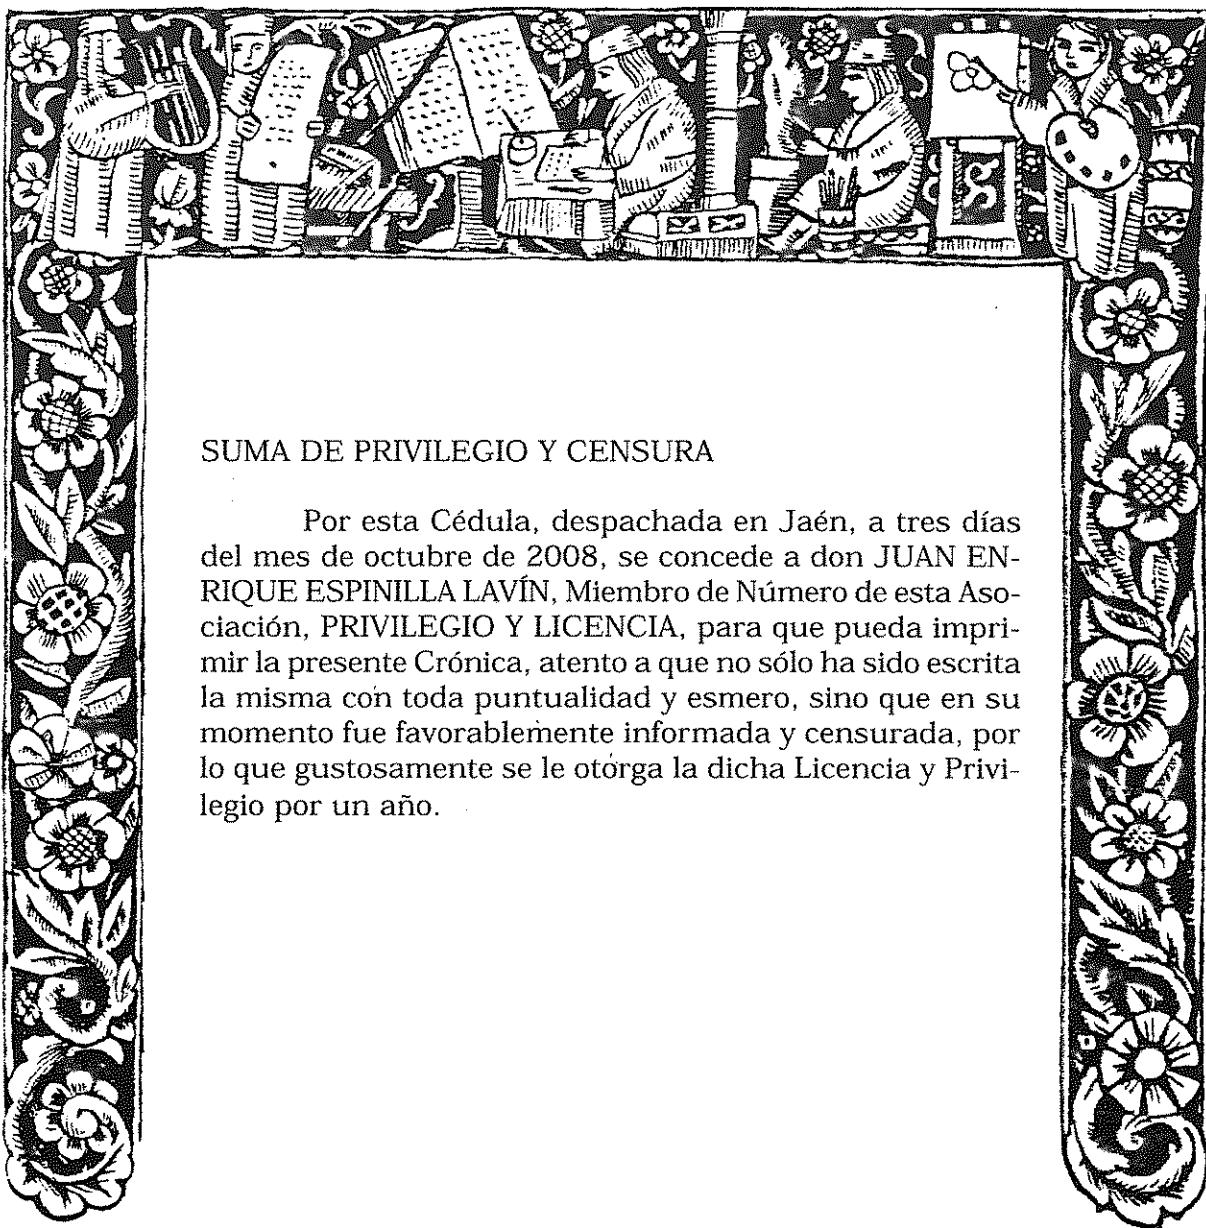 SUMA DE PRIVILEGIO Y CENSURA
Por esta Cédula, despachada en Jaén, a tres días
del mes de octubre de 2008, se concede a don JUAN EN-
RIQUE ESPINILLA LAVÍN, Miembro de Número de esta Aso-
ciación, PRIVILEGIO Y LICENCIA, para que pueda impri-
mir la presente Crónica, atento a que no sólo ha sido escrita
la misma con toda puntualidad y esmero, sino que en su
momento fue favorablemente informada y censurada, por
lo que gustosamente se le otorga la dicha Licencia y Privi-
legio por un año.